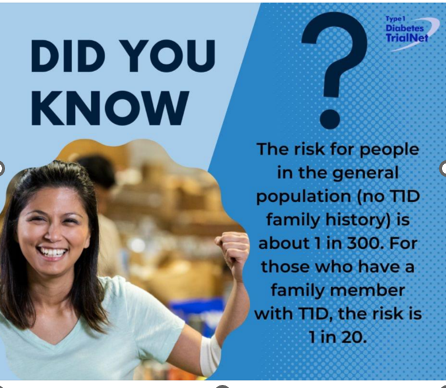 DID YOU
KNOW
?
Type 1
Diabetes
TrialNet
The risk for people
in the general
population (no T1D
family history) is
about 1 in 300. For
those who have a
family member
with T1D, the risk is
1 in 20.